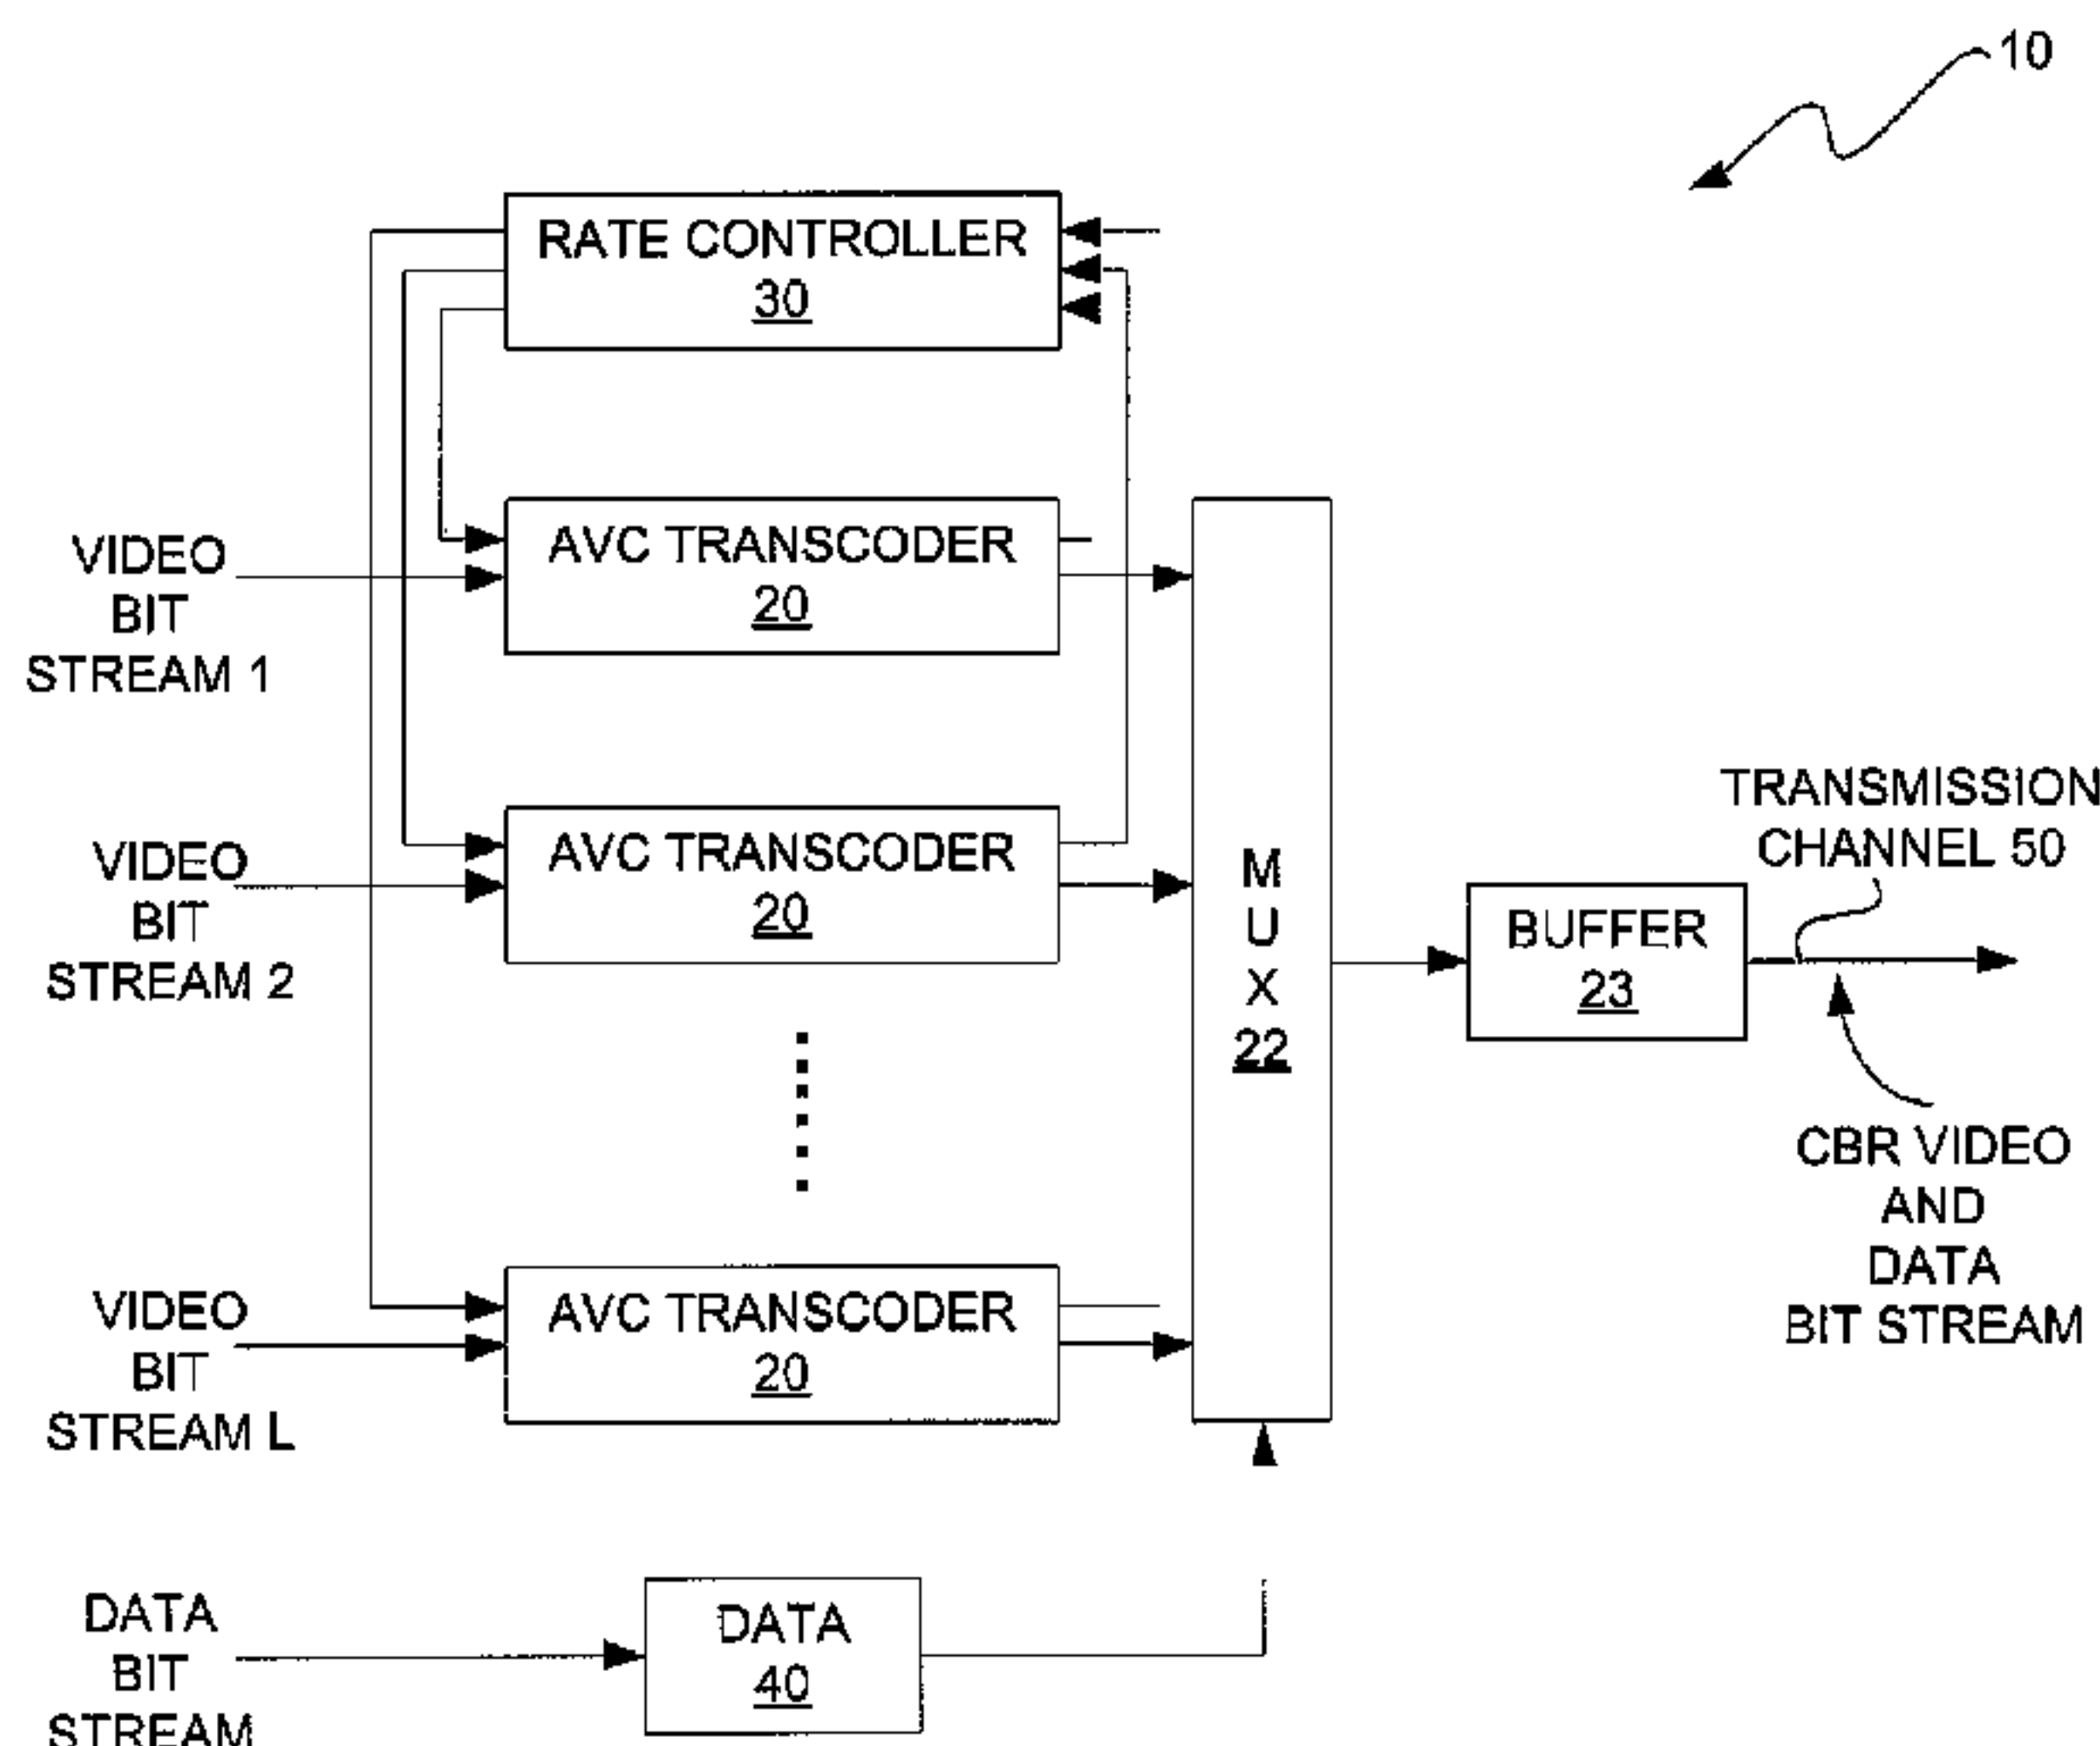 10
RATE CONTROLLER
30
VIDEO
BIT
STREAM 1
AVC TRANSCODER
20
VIDEO
BIT
STREAM 2
AVC TRANSCODER
20
M
U
X
22
BUFFER
23
TRANSMISSION
CHANNEL 50
CBR VIDEO
AND
DATA
BIT STREAM
VIDEO
BIT
STREAM L
AVC TRANSCODER
20
DATA
BIT
STREAM
DATA
40